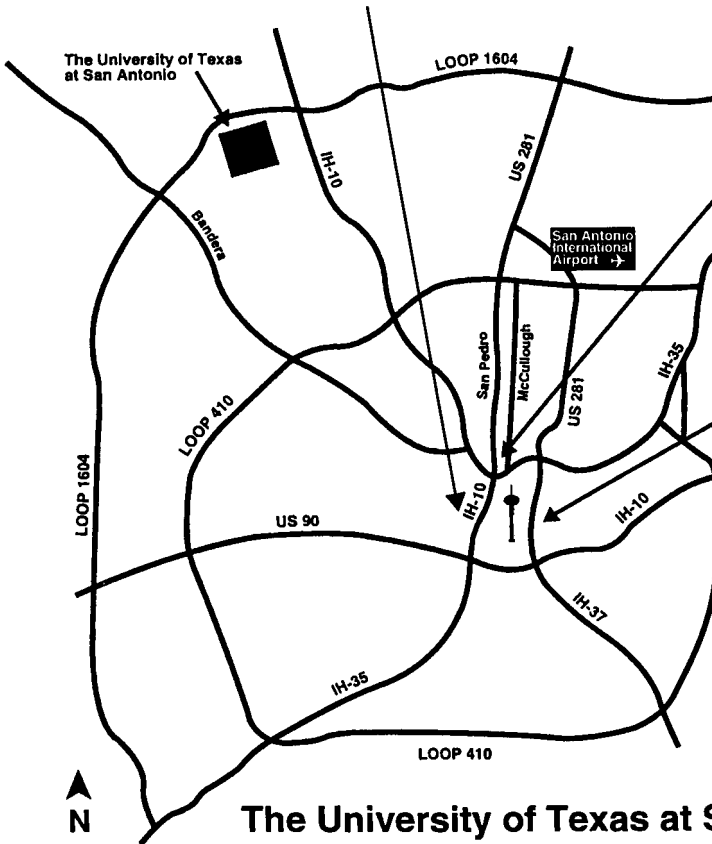 The University of Texas
at San Antonio
LOOP 1604
IH-10
US 281
Bandera
San Antonio
International
Airport
San Pedro
McCullough
US 281
IH-35
LOOP 410
LOOP 1604
IH-10
IH-10
US 90
IH-37
IH-35
LOOP 410
N
The University of Texas at S